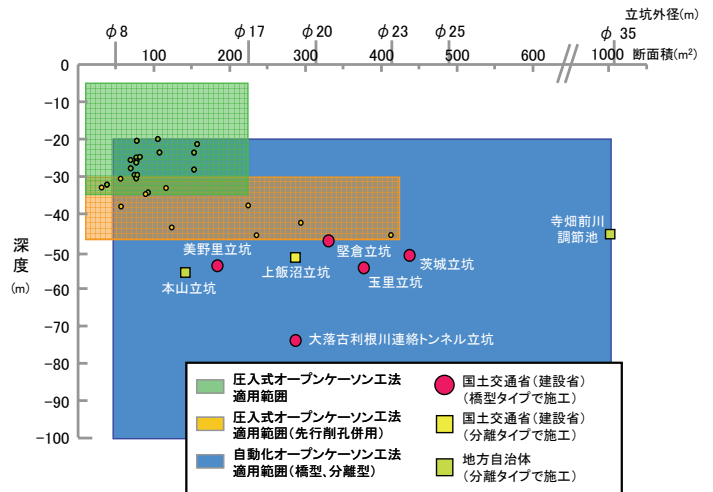 立坑外径(m)
φ8
φ17
φ20
φ23
φ25
φ35
100
200
300
400
500
600
1000
断面積(m²)
0
-10
-20
-30
-40
-50
-60
-70
-80
-90
-100
深度
(m)
寺畑前川
調節池
美野里立坑
堅倉立坑
茨城立坑
上飯沼立坑
玉里立坑
本山立坑
大落古利根川連絡トンネル立坑
圧入式オープンケーソン工法
適用範囲
圧入式オープンケーソン工法
適用範囲(先行削孔併用)
自動化オープンケーソン工法
適用範囲(橋型、分離型)
国土交通省(建設省)
(橋型タイプで施工)
国土交通省(建設省)
(分離タイプで施工)
地方自治体
(分離タイプで施工)